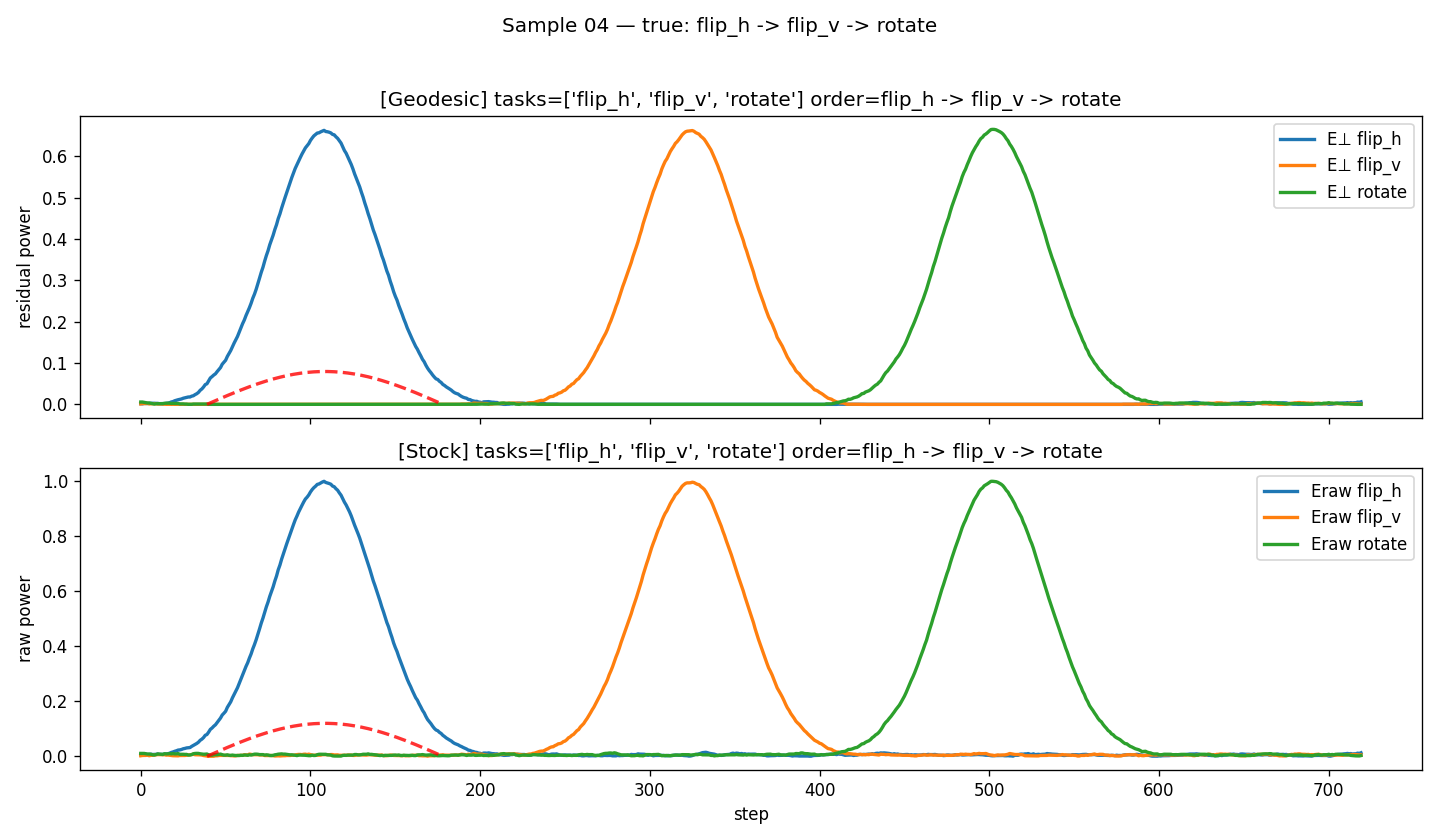 Sample 04 — true: flip_h -> flip_v -> rotate
[Geodesic] tasks=['flip_h', 'flip_v', 'rotate'] order=flip_h -> flip_v -> rotate
residual power
0.6
0.5
0.4
0.3
0.2
0.1
0.0
E⊥ flip_h
E⊥ flip_v
E⊥ rotate
[Stock] tasks=['flip_h', 'flip_v', 'rotate'] order=flip_h -> flip_v -> rotate
raw power
1.0
0.8
0.6
0.4
0.2
0.0
Eraw flip_h
Eraw flip_v
Eraw rotate
0 100 200 300 400 500 600 700
step